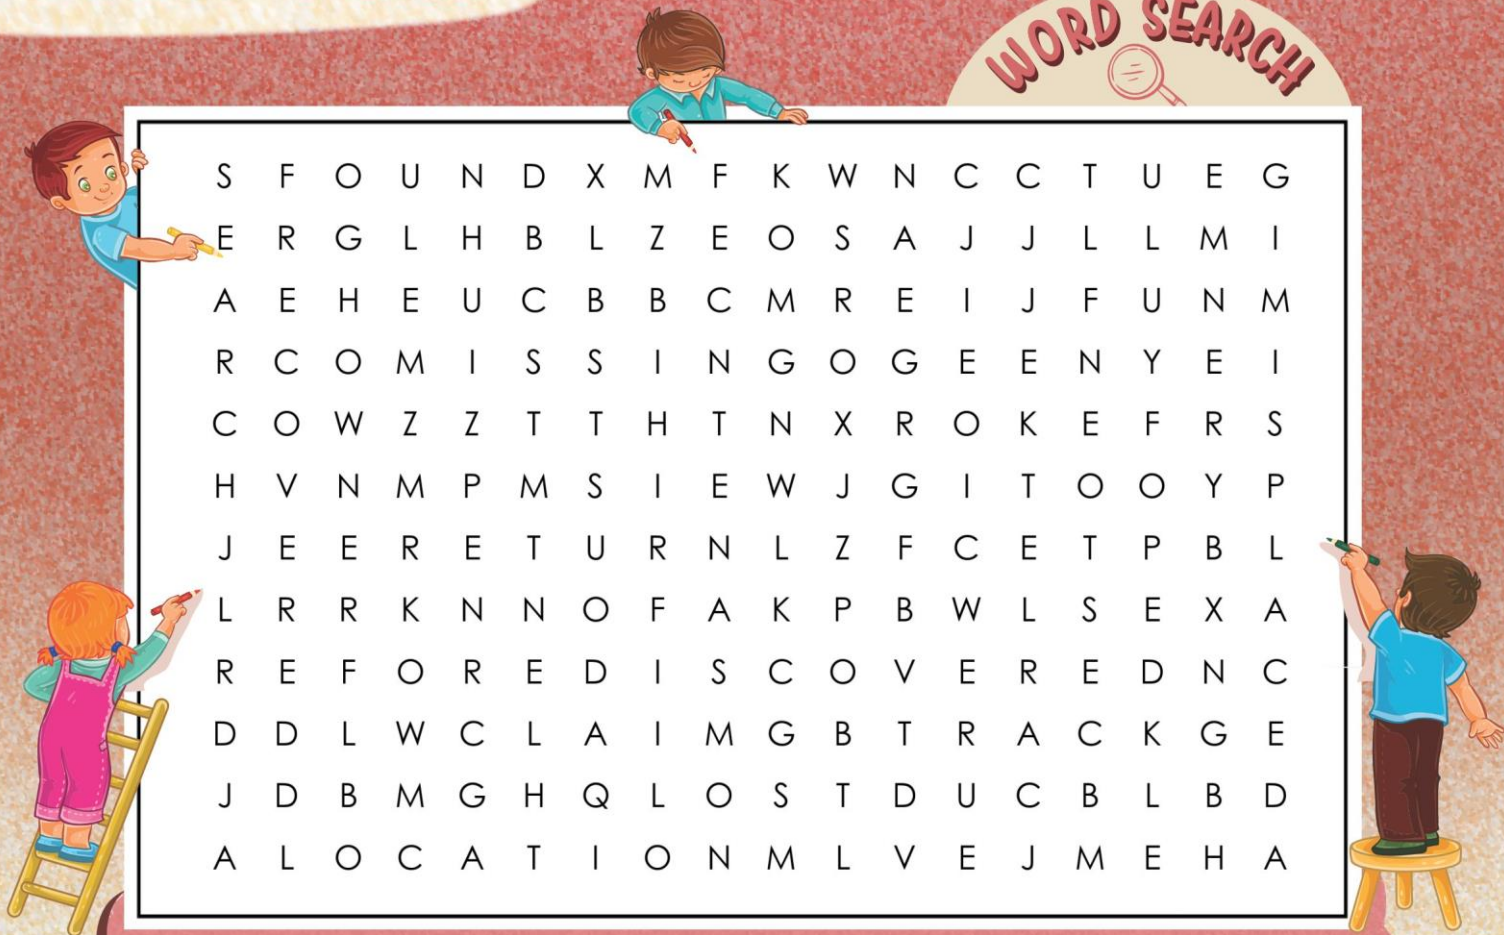 WORD SEARCH
S F O U N D X M F K W N C C T U E G
E R G L H B L Z E O S A J J L L M I
A E H E U C B B C M R E I J F U N M
R C O M I S S I N G O G E E N Y E I
C O W Z Z T T H T N X R O K E F R S
H V N M P M S I E W J G I T O O Y P
J E E R E T U R N L Z F C E T P B L
L R R K N N O F A K P B W L S E X A
R E F O R E D I S C O V E R E D N C
D D L W C L A I M G B T R A C K G E
J D B M G H Q L O S T D U C B L B D
A L O C A T I O N M L V E J M E H A